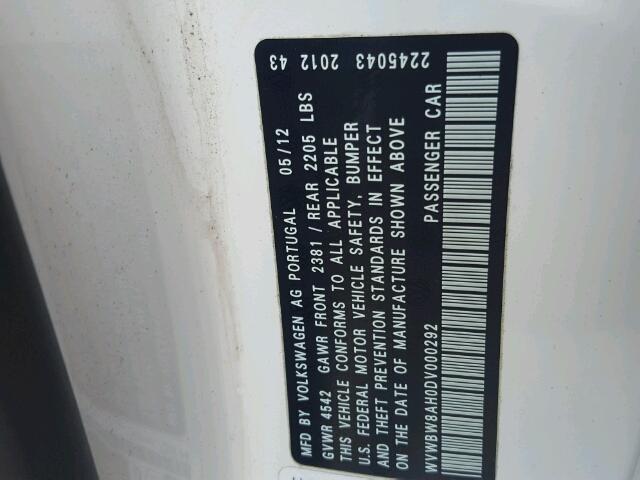 2012 43 2245043
MFD BY VOLKSWAGEN AG PORTUGAL 05/12
GVWR 4542 GAWR FRONT 2381 / REAR 2205 LBS
THIS VEHICLE CONFORMS TO ALL APPLICABLE
U.S. FEDERAL MOTOR VEHICLE SAFETY, BUMPER
AND THEFT PREVENTION STANDARDS IN EFFECT
ON DATE OF MANUFACTURE SHOWN ABOVE
WVWBW8AH0DV000292 PASSENGER CAR